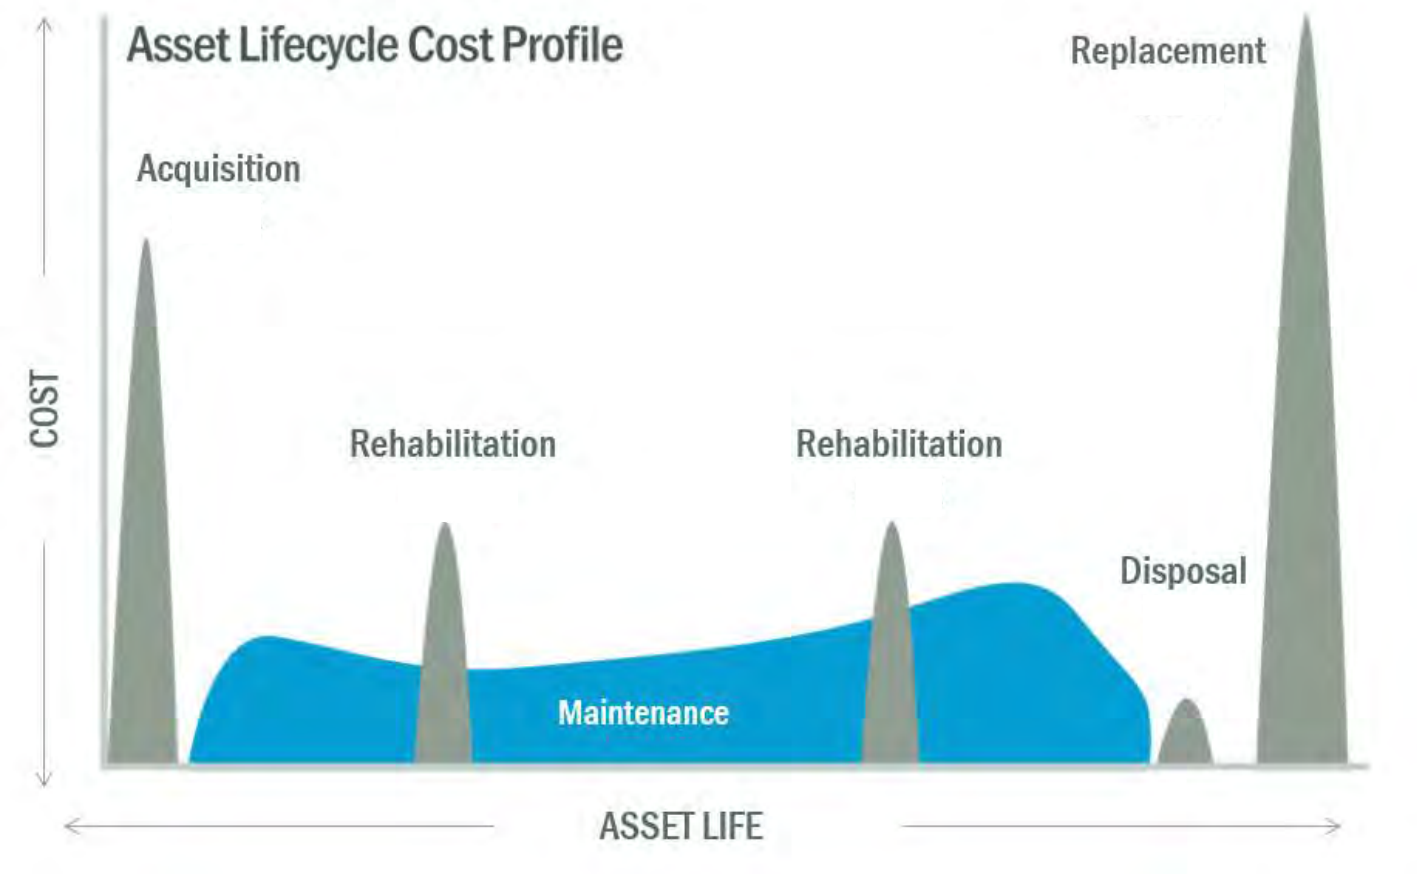 Asset Lifecycle Cost Profile
Replacement
Acquisition
COST
Rehabilitation
Rehabilitation
Disposal
Maintenance
ASSET LIFE